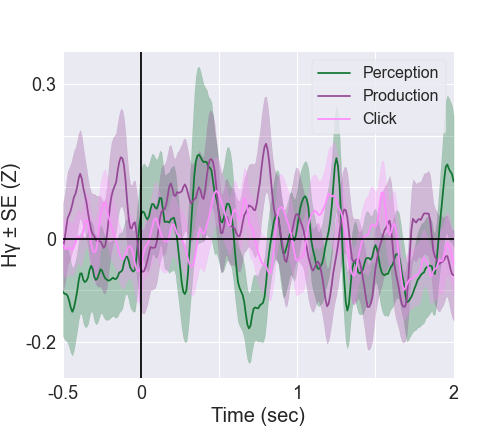 Perception
Production
Click
Hγ ± SE (Z)
0.3
0
-0.2
-0.5
0
1
2
Time (sec)